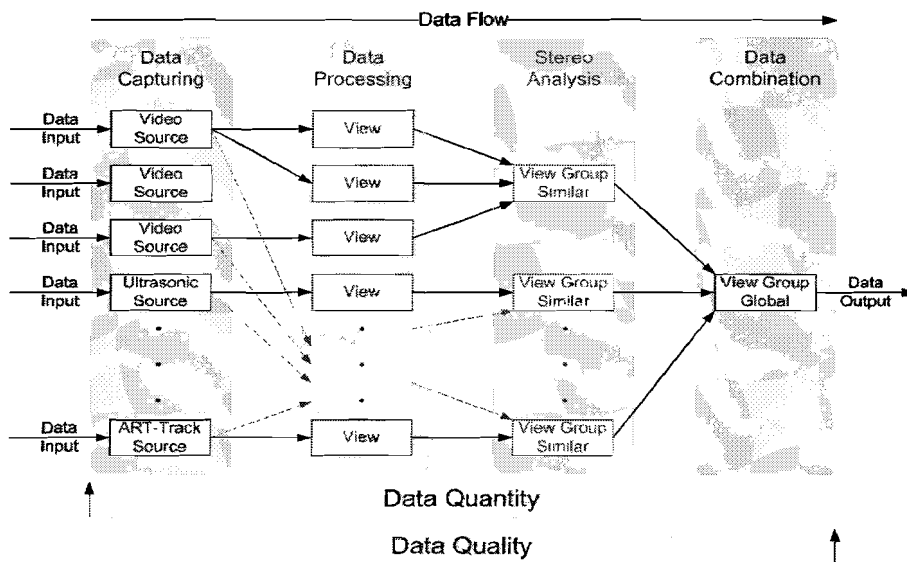 Data Flow
Data
Capturing
Data
Processing
Stereo
Analysis
Data
Combination
Data
Input
Video
Source
View
Data
Input
Video
Source
View
View Group
Similar
Data
Input
Video
Source
View
Data
Input
Ultrasonic
Source
View
View Group
Similar
View Group
Global
Data
Output
Data
Input
ART-Track
Source
View
View Group
Similar
Data Quantity
Data Quality